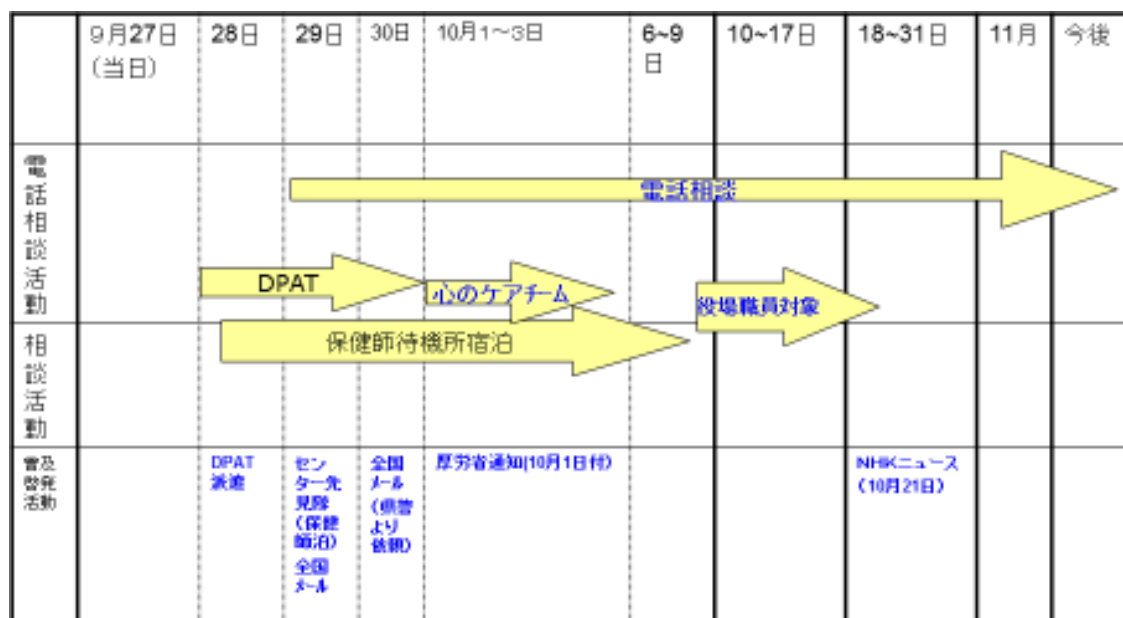 9月27日
(当日)
28日
29日
30日
10月1～3日
6~9
日
10~17日
18~31日
11月
今後
電話相談活動
電話相談
DPAT
心のケアチーム
役場職員対象
相談活動
保健師待機所宿泊
普及
啓発
活動
DPAT
派遣
セン
ター先
見隊
(保健
師泊)
全国
メール
全国
メール
(県警
より
依頼)
厚労省通知(10月1日付)
NHKニュース
(10月21日)